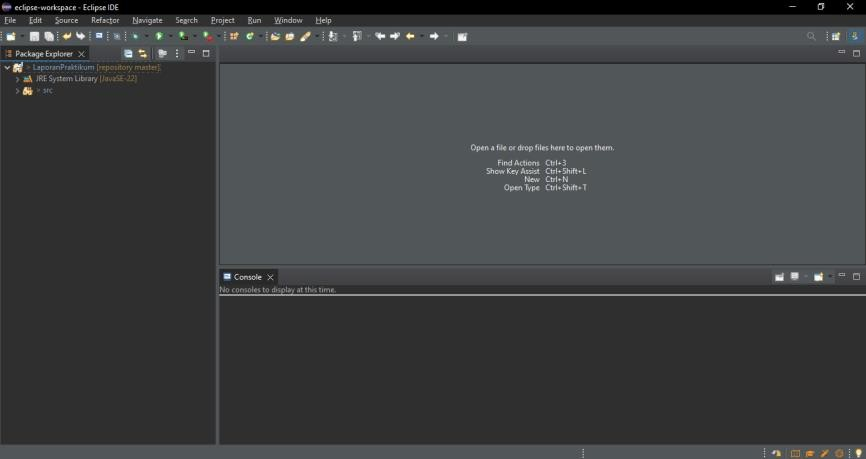 eclipse-workspace - Eclipse IDE
File Edit Source Refactor Navigate Search Project Run Window Help
Package Explorer
> LaporanPraktikum [repository master]
JRE System Library [JavaSE-22]
> src
Open a file or drop files here to open them.
Find Actions Ctrl+3
Show Key Assist Ctrl+Shift+L
New Ctrl+N
Open Type Ctrl+Shift+T
Console
No consoles to display at this time.